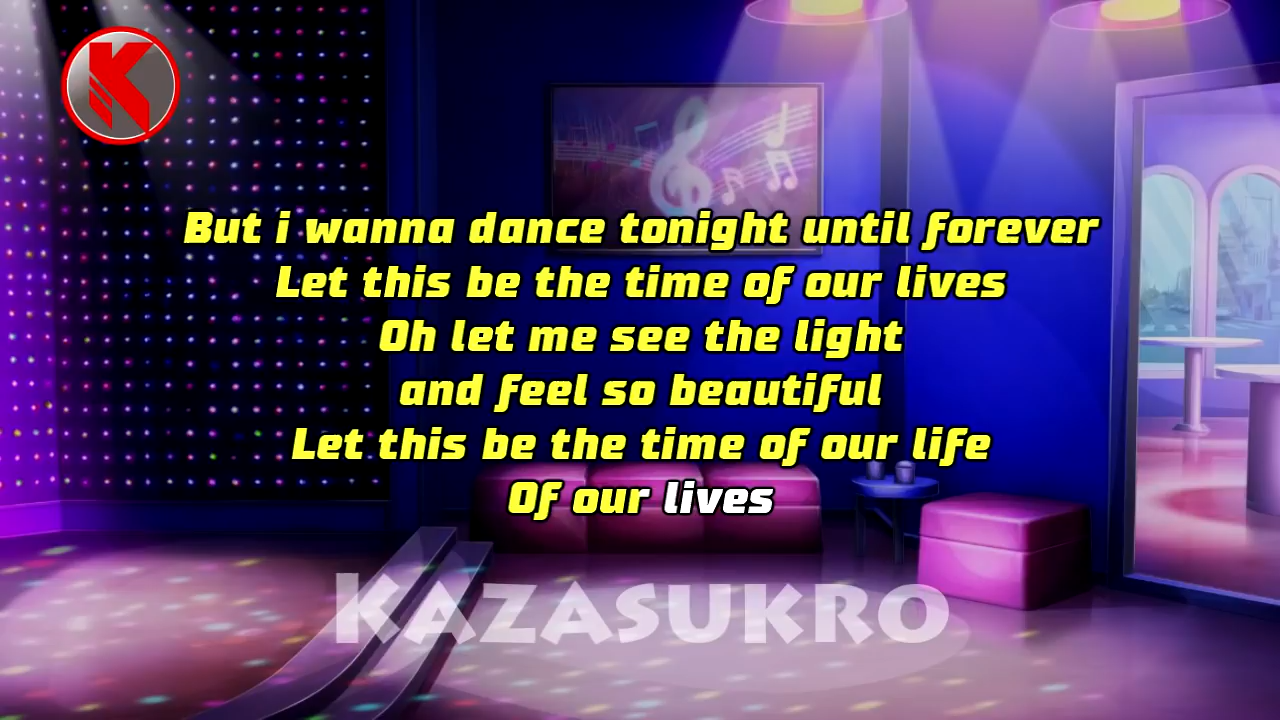 K
But i wanna dance tonight until forever
Let this be the time of our lives
Oh let me see the light
and feel so beautiful
Let this be the time of our life
Of our lives
KAZASUKRO